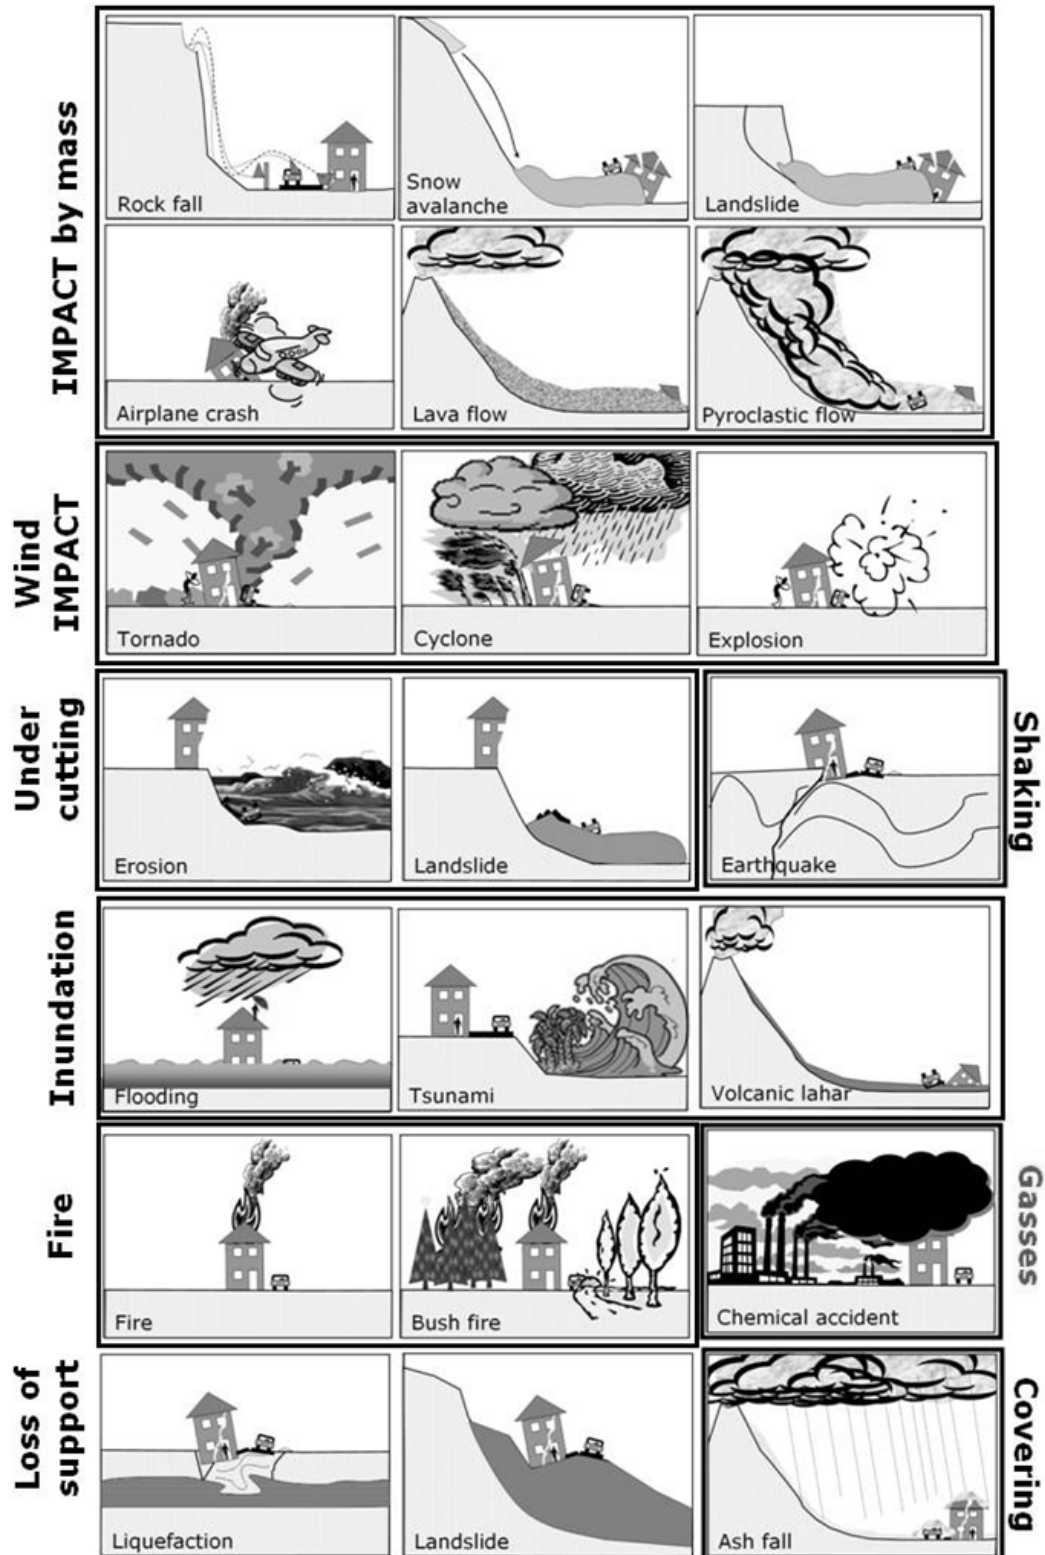 IMPACT by mass
Rock fall
Snow
avalanche
Landslide
Airplane crash
Lava flow
Pyroclastic flow
Wind
IMPACT
Tornado
Cyclone
Explosion
Under
cutting
Erosion
Landslide
Earthquake
Shaking
Inundation
Flooding
Tsunami
Volcanic lahar
Fire
Fire
Bush fire
Chemical accident
Gasses
Loss of
support
Liquefaction
Landslide
Ash fall
Covering